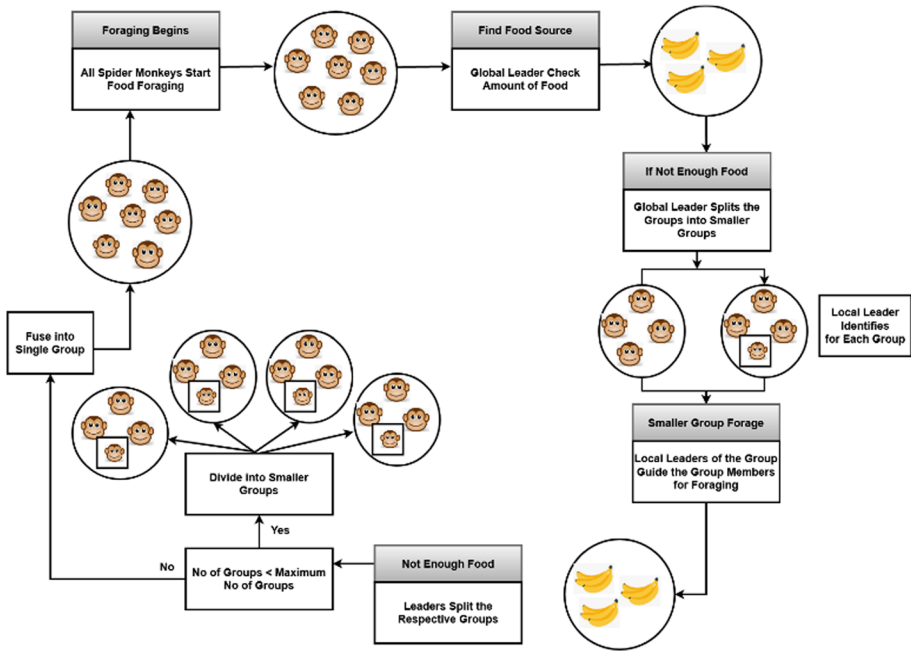 Foraging Begins
All Spider Monkeys Start
Food Foraging
Find Food Source
Global Leader Check
Amount of Food
If Not Enough Food
Global Leader Splits the
Groups into Smaller
Groups
Local Leader
Identifies
for Each Group
Smaller Group Forage
Local Leaders of the Group
Guide the Group Members
for Foraging
Not Enough Food
Leaders Split the
Respective Groups
No of Groups < Maximum
No of Groups
Yes
No
Divide into Smaller
Groups
Fuse into
Single Group